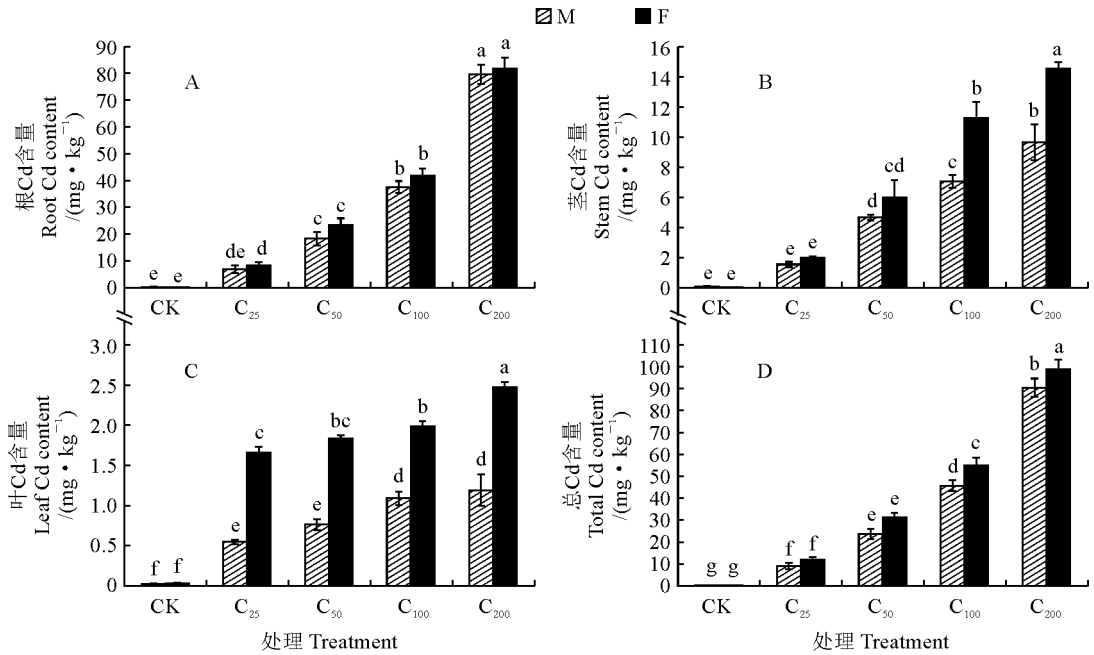 M F
A
根Cd含量
Root Cd content
/(mg·kg⁻¹)
90
80
70
60
50
40
30
20
10
0
e e de d c c b b a a
CK C₂₅ C₅₀ C₁₀₀ C₂₀₀
B
茎Cd含量
Stem Cd content
/(mg·kg⁻¹)
16
14
12
10
8
6
4
2
0
e e e e d cd c b b a
CK C₂₅ C₅₀ C₁₀₀ C₂₀₀
C
叶Cd含量
Leaf Cd content
/(mg·kg⁻¹)
3.0
2.5
2.0
1.5
1.0
0.5
0
f f e c e bc d b d a
CK C₂₅ C₅₀ C₁₀₀ C₂₀₀
处理 Treatment
D
总Cd含量
Total Cd content
/(mg·kg⁻¹)
110
100
90
80
70
60
50
40
30
20
10
0
g g f f e e d c b a
CK C₂₅ C₅₀ C₁₀₀ C₂₀₀
处理 Treatment